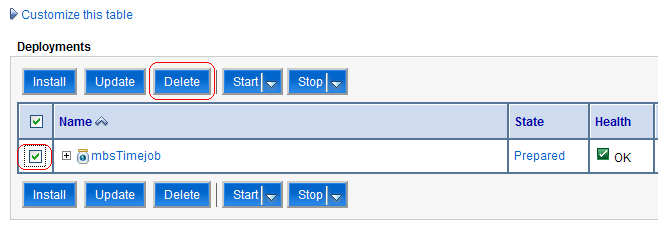 Customize this table
Deployments
Install Update Delete Start Stop
Name State Health
mbsTimejob Prepared OK
Install Update Delete Start Stop